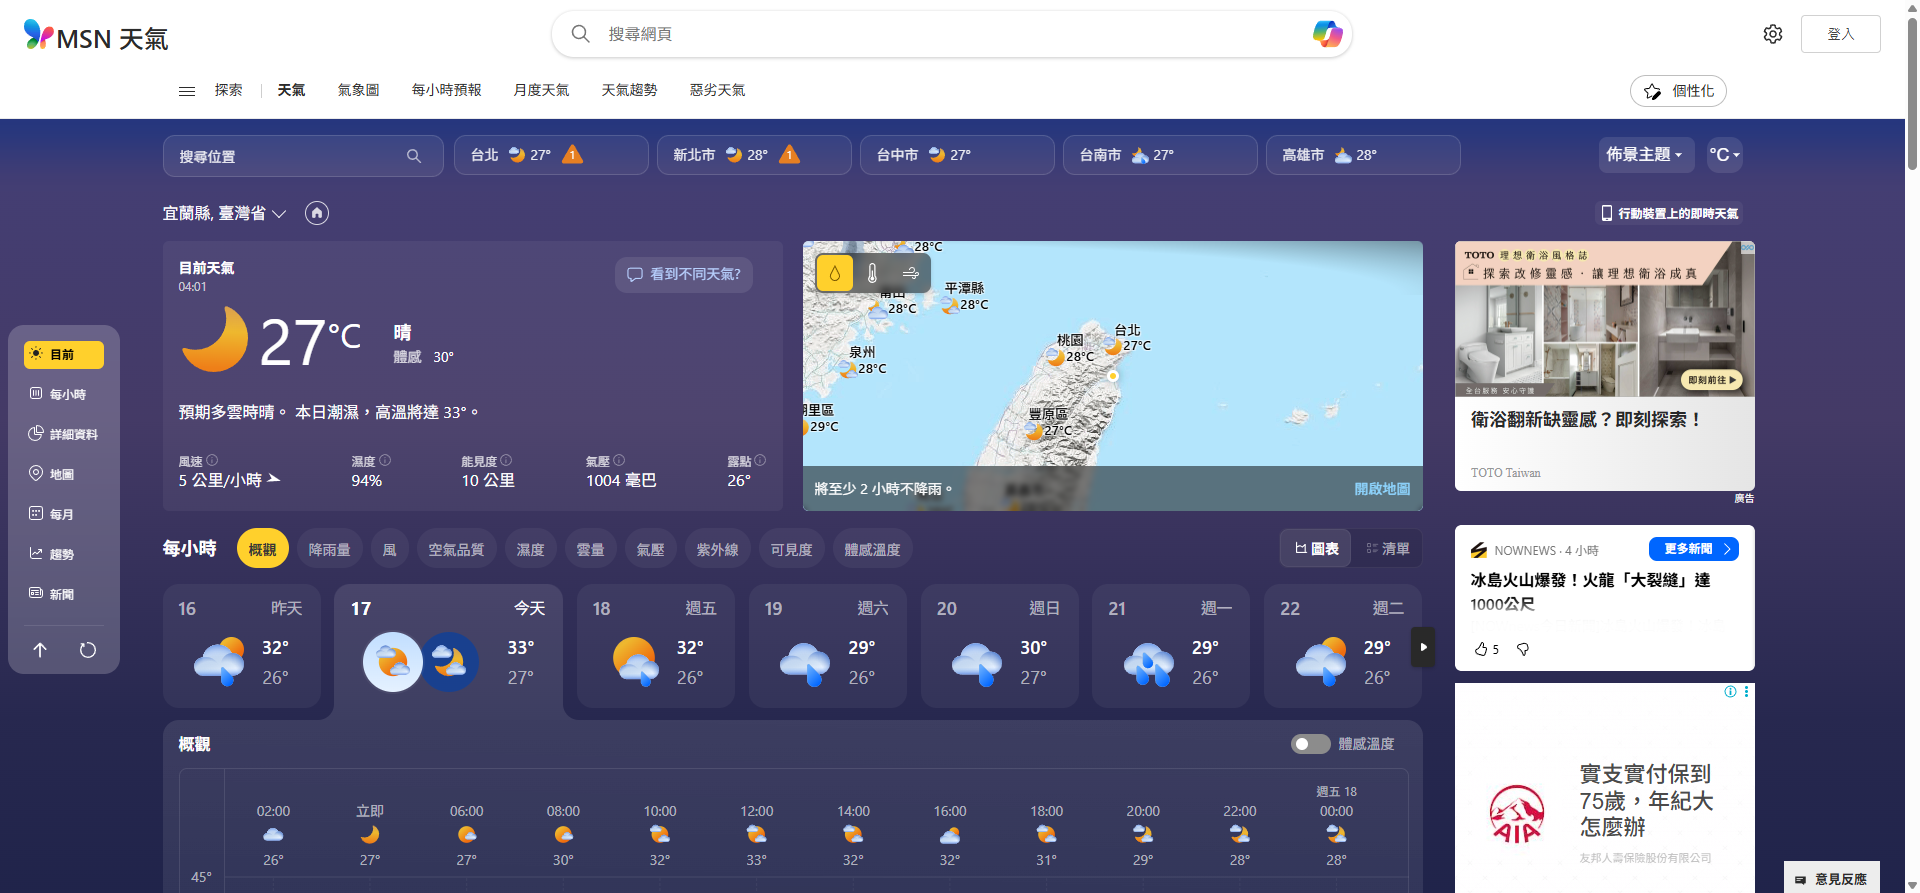 MSN 天氣
搜尋網頁
登入
探索
天氣
氣象圖
每小時預報
月度天氣
天氣趨勢
惡劣天氣
個性化
搜尋位置
台北 27° 1
新北市 28° 1
台中市 27°
台南市 27°
高雄市 28°
佈景主題
°C
宜蘭縣, 臺灣省
行動裝置上的即時天氣
目前
每小時
詳細資料
地圖
每月
趨勢
新聞
目前天氣
04:01
看到不同天氣?
27°C
晴
體感 30°
預期多雲時晴。 本日潮濕，高溫將達 33°。
風速
5 公里/小時
濕度
94%
能見度
10 公里
氣壓
1004 毫巴
露點
26°
28°C
莆田
28°C
平潭縣
28°C
泉州
28°C
桃園
28°C
台北
27°C
里區
29°C
豐原區
27°C
將至少 2 小時不降雨。
開啟地圖
TOTO 理想衛浴風格誌
探索改修靈感．讓理想衛浴成真
全台服務 安心守護
即刻前往
衛浴翻新缺靈感？即刻探索！
TOTO Taiwan
廣告
每小時
概觀
降雨量
風
空氣品質
濕度
雲量
氣壓
紫外線
可見度
體感溫度
圖表
清單
16 昨天
32°
26°
17 今天
33°
27°
18 週五
32°
26°
19 週六
29°
26°
20 週日
30°
27°
21 週一
29°
26°
22 週二
29°
26°
NOWNEWS · 4 小時
更多新聞
冰島火山爆發！火龍「大裂縫」達
1000公尺
5
概觀
體感溫度
週五 18
02:00 立即 06:00 08:00 10:00 12:00 14:00 16:00 18:00 20:00 22:00 00:00
26° 27° 27° 30° 32° 33° 32° 32° 31° 29° 28° 28°
45°
實支實付保到
75歲，年紀大
怎麼辦
AIA
友邦人壽保險股份有限公司
意見反應